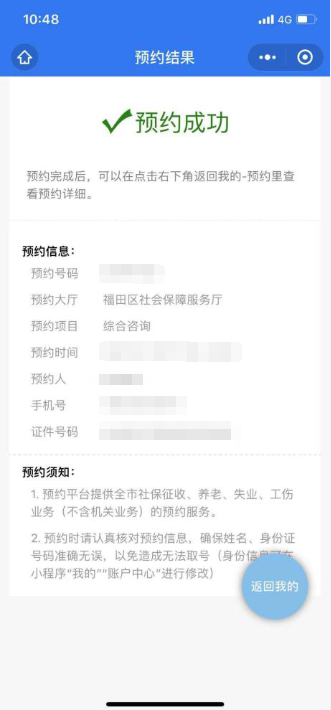 10:48
4G
预约结果
预约成功
预约完成后，可以在点击右下角返回我的-预约里查
看预约详细。
预约信息：
预约号码
预约大厅 福田区社会保障服务厅
预约项目 综合咨询
预约时间
预约人
手机号
证件号码
预约须知：
1. 预约平台提供全市社保征收、养老、失业、工伤
业务（不含机关业务）的预约服务。
2. 预约时请认真核对预约信息，确保姓名、身份证
号码准确无误，以免造成无法取号（身份信息可在
小程序“我的”“账户中心”进行修改）
返回我的